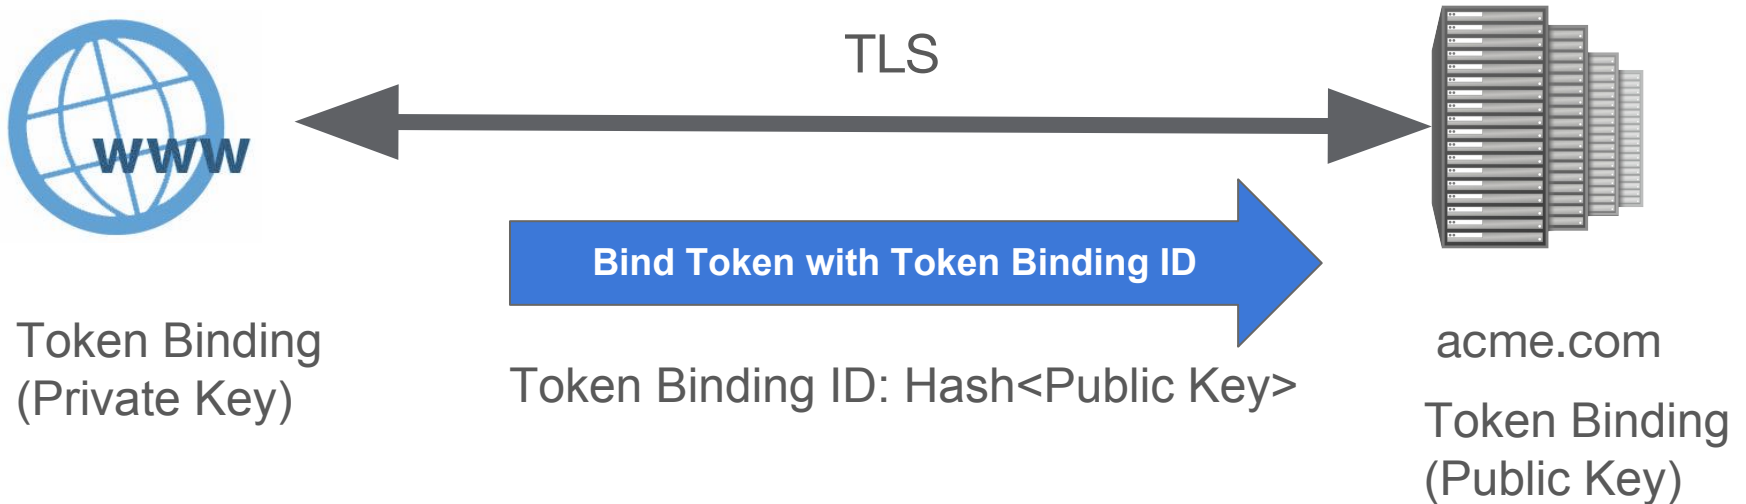 TLS
www
Bind Token with Token Binding ID
Token Binding
(Private Key)
Token Binding ID: Hash<Public Key>
acme.com
Token Binding
(Public Key)